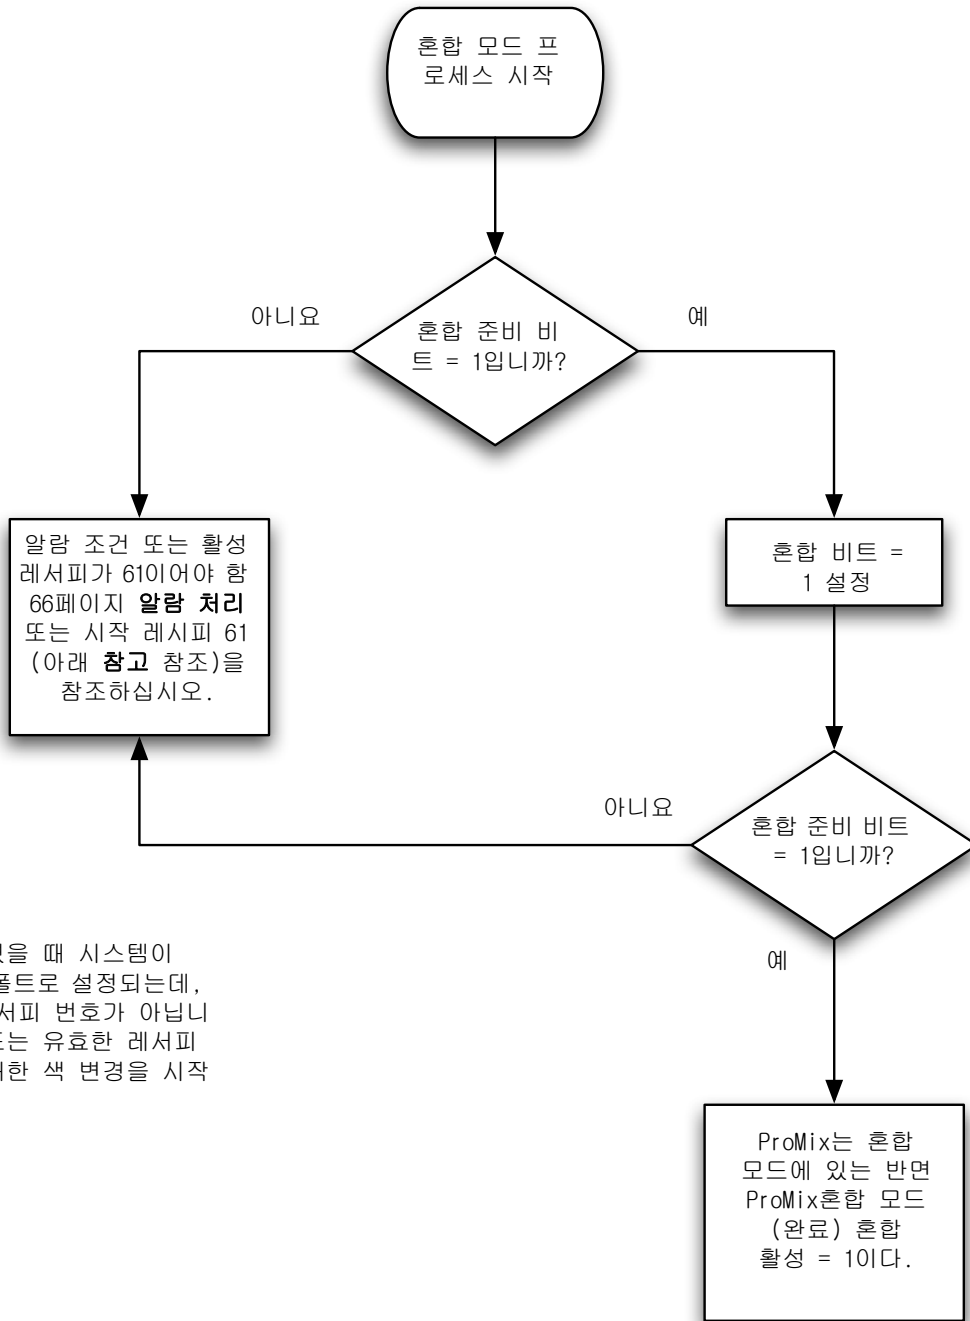 혼합 모드 프
로세스 시작
아니요
예
혼합 준비 비
트 = 1입니까?
알람 조건 또는 활성
레서피가 61이어야 함
66페이지 알람 처리
또는 시작 레시피 61
(아래 참고 참조)을
참조하십시오.
혼합 비트 =
1 설정
아니요
혼합 준비 비트
= 1입니까?
예
때 시스템이
폴트로 설정되는데,
서피 번호가 아닙니
또는 유효한 레서피
대한 색 변경을 시작
ProMix는 혼합
모드에 있는 반면
ProMix혼합 모드
(완료) 혼합
활성 = 1이다.